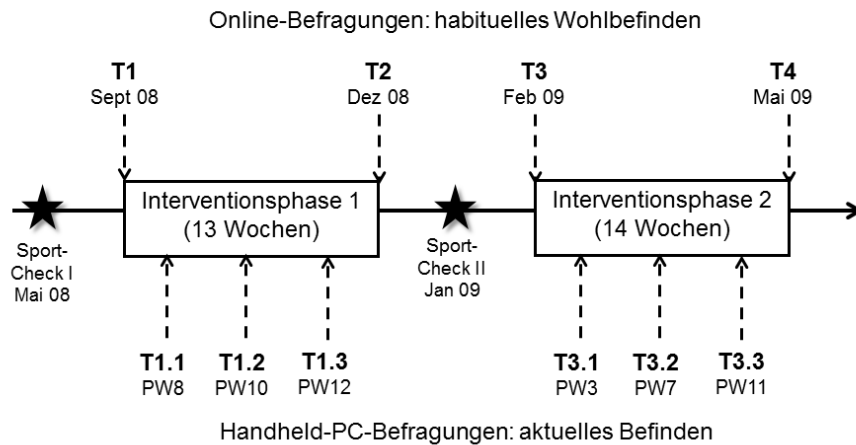 Online-Befragungen: habituelles Wohlbefinden
T1
Sept 08
T2
Dez 08
T3
Feb 09
T4
Mai 09
Interventionsphase 1
(13 Wochen)
Interventionsphase 2
(14 Wochen)
Sport-
Check I
Mai 08
Sport-
Check II
Jan 09
T1.1
PW8
T1.2
PW10
T1.3
PW12
T3.1
PW3
T3.2
PW7
T3.3
PW11
Handheld-PC-Befragungen: aktuelles Befinden